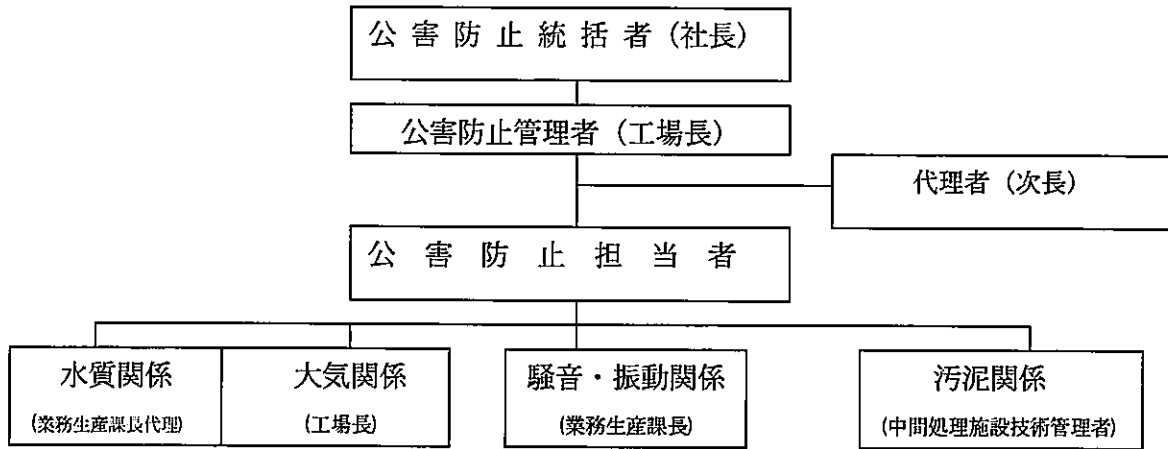 公害防止統括者(社長)
公害防止管理者(工場長)
代理者(次長)
公害防止担当者
水質関係
(業務生産課長代理)
大気関係
(工場長)
騒音・振動関係
(業務生産課長)
汚泥関係
(中間処理施設技術管理者)